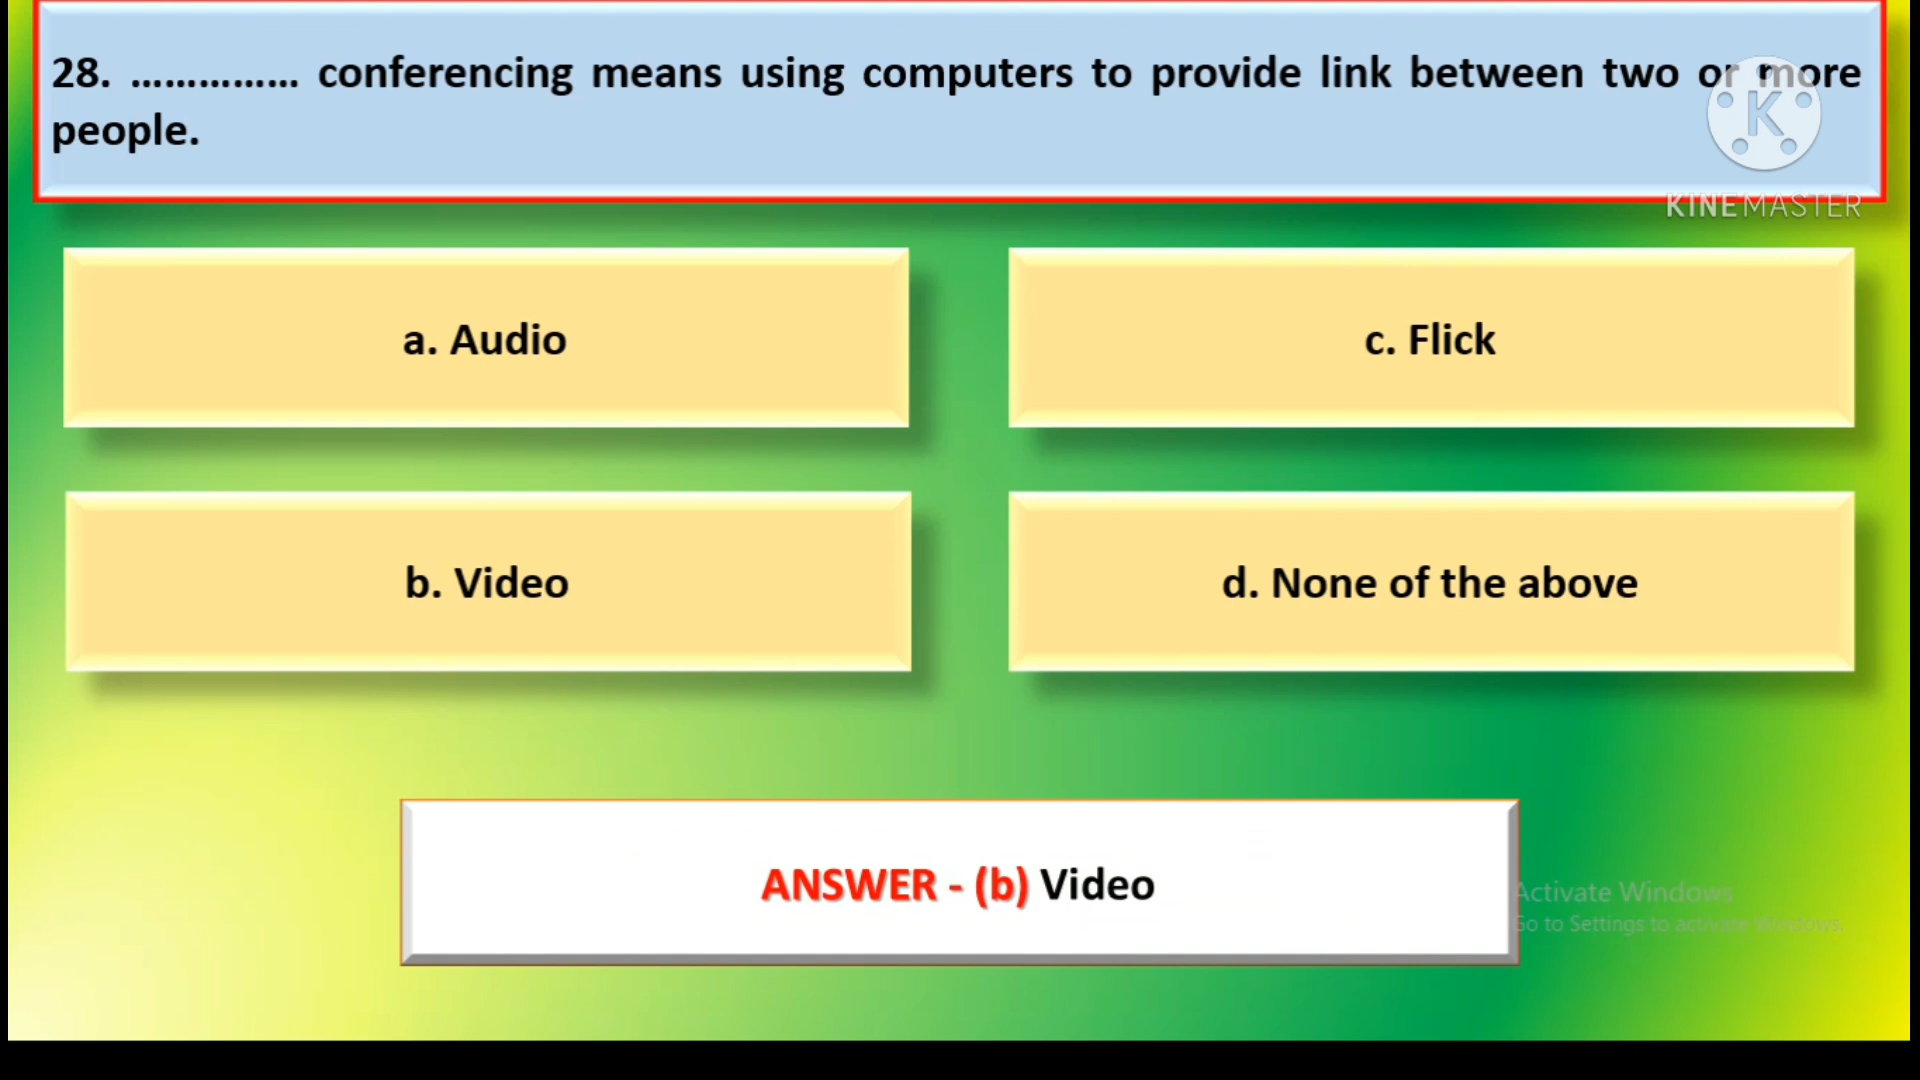 28. …………… conferencing means using computers to provide link between two or more
people.
K
KINEMASTER
a. Audio
c. Flick
b. Video
d. None of the above
ANSWER - (b) Video
Activate Windows
Go to Settings to activate Windows.